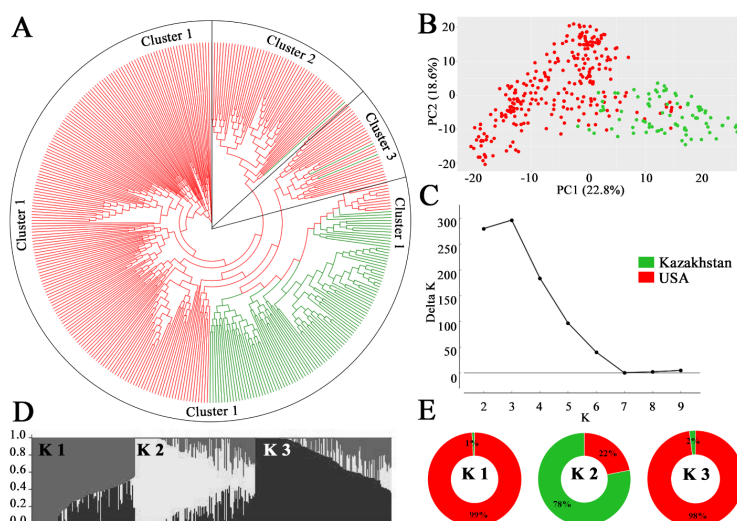 A
Cluster 1
Cluster 2
Cluster 3
Cluster 1
Cluster 1
Cluster 1
B
PC2 (18.6%)
20
10
0
-10
-20
-20
-10
0
10
20
PC1 (22.8%)
C
Delta K
300
250
200
150
100
50
0
2
3
4
5
6
7
8
9
K
Kazakhstan
USA
D
1.0
0.8
0.6
0.4
0.2
0.0
K 1
K 2
K 3
E
1%
K 1
99%
22%
K 2
78%
2%
K 3
98%